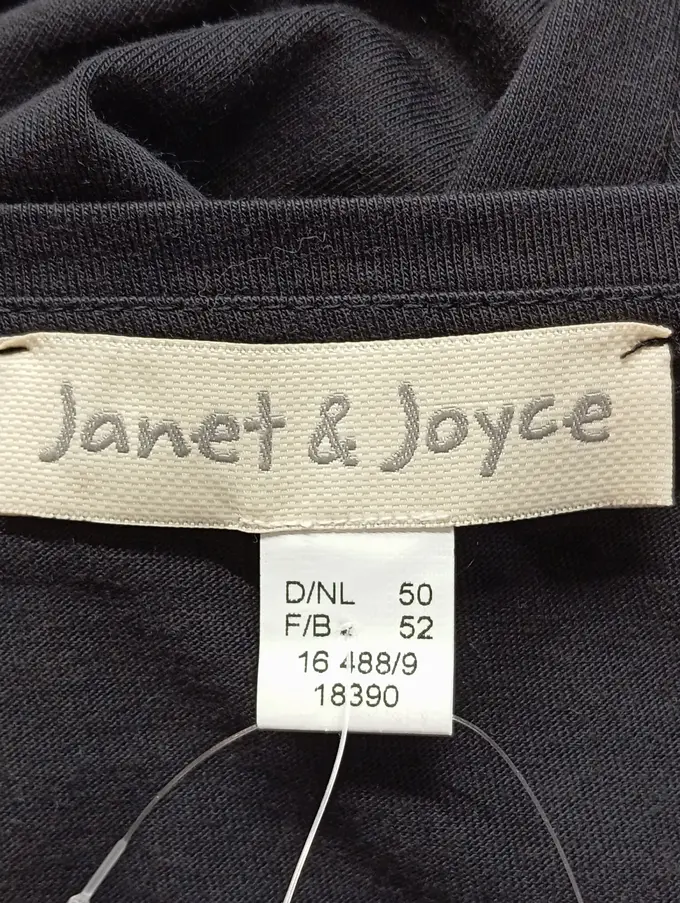 Janet & Joyce
D/NL 50
F/B 52
16 488/9
18390